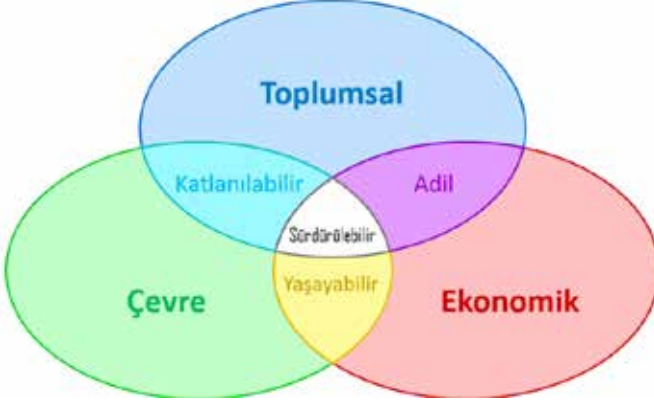 Toplumsal
Katlanılabilir
Adil
Sürdürülebilir
Yaşayabilir
Çevre
Ekonomik